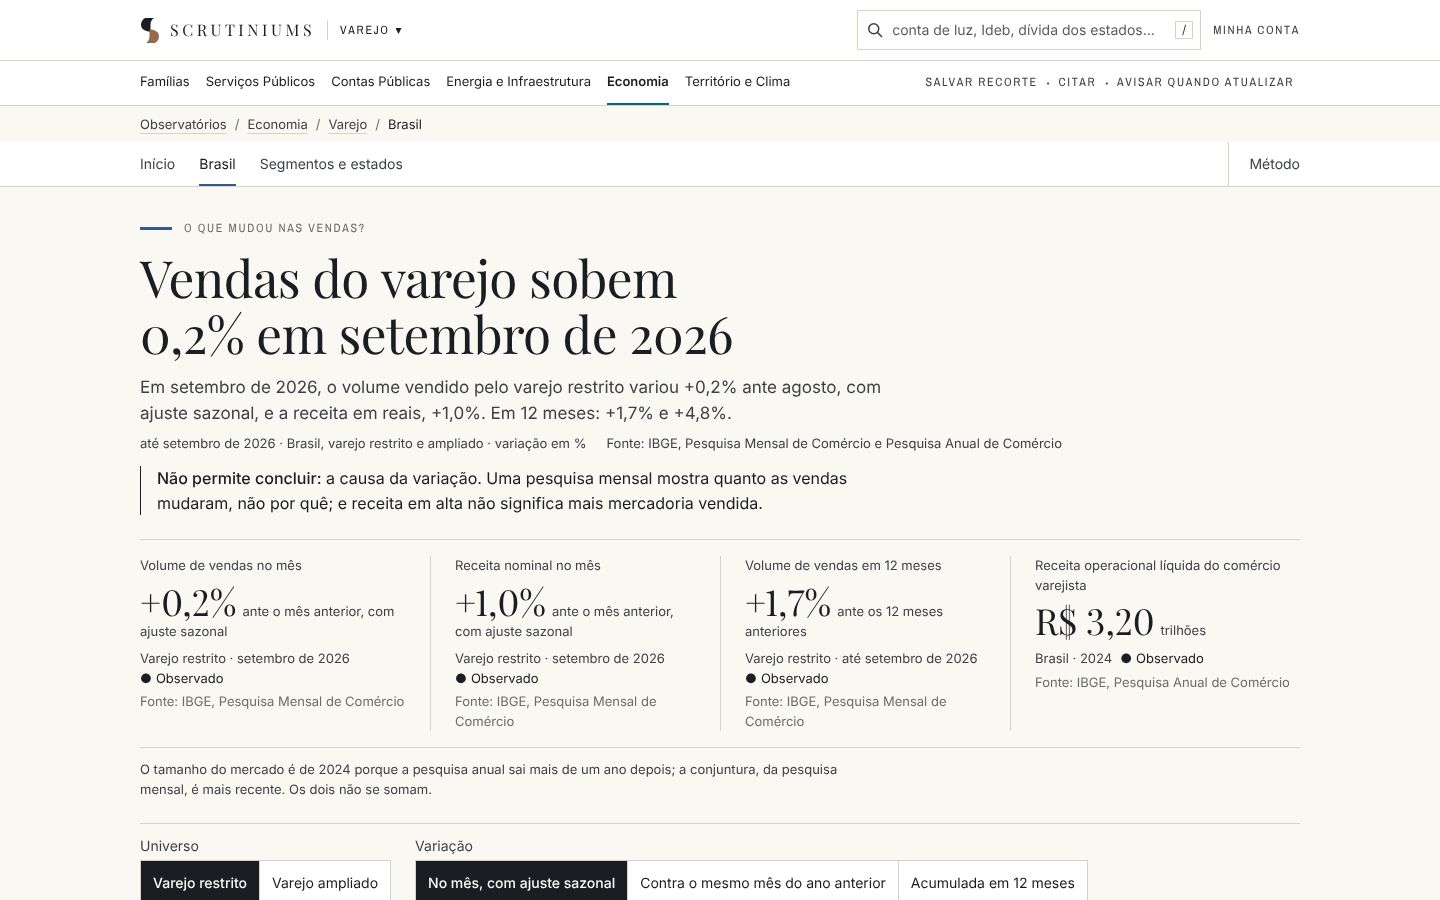 SCRUTINIUMS
VAREJO ▼
conta de luz, Ideb, dívida dos estados...
/
MINHA CONTA
Famílias
Serviços Públicos
Contas Públicas
Energia e Infraestrutura
Economia
Território e Clima
SALVAR RECORTE · CITAR · AVISAR QUANDO ATUALIZAR
Observatórios / Economia / Varejo / Brasil
Início
Brasil
Segmentos e estados
Método
O QUE MUDOU NAS VENDAS?
Vendas do varejo sobem
0,2% em setembro de 2026
Em setembro de 2026, o volume vendido pelo varejo restrito variou +0,2% ante agosto, com
ajuste sazonal, e a receita em reais, +1,0%. Em 12 meses: +1,7% e +4,8%.
até setembro de 2026 · Brasil, varejo restrito e ampliado · variação em %
Fonte: IBGE, Pesquisa Mensal de Comércio e Pesquisa Anual de Comércio
Não permite concluir: a causa da variação. Uma pesquisa mensal mostra quanto as vendas
mudaram, não por quê; e receita em alta não significa mais mercadoria vendida.
Volume de vendas no mês
+0,2% ante o mês anterior, com
ajuste sazonal
Varejo restrito · setembro de 2026
● Observado
Fonte: IBGE, Pesquisa Mensal de Comércio
Receita nominal no mês
+1,0% ante o mês anterior,
com ajuste sazonal
Varejo restrito · setembro de 2026
● Observado
Fonte: IBGE, Pesquisa Mensal de
Comércio
Volume de vendas em 12 meses
+1,7% ante os 12 meses
anteriores
Varejo restrito · até setembro de 2026
● Observado
Fonte: IBGE, Pesquisa Mensal de
Comércio
Receita operacional líquida do comércio
varejista
R$ 3,20 trilhões
Brasil · 2024 ● Observado
Fonte: IBGE, Pesquisa Anual de Comércio
O tamanho do mercado é de 2024 porque a pesquisa anual sai mais de um ano depois; a conjuntura, da pesquisa
mensal, é mais recente. Os dois não se somam.
Universo
Varejo restrito
Varejo ampliado
Variação
No mês, com ajuste sazonal
Contra o mesmo mês do ano anterior
Acumulada em 12 meses